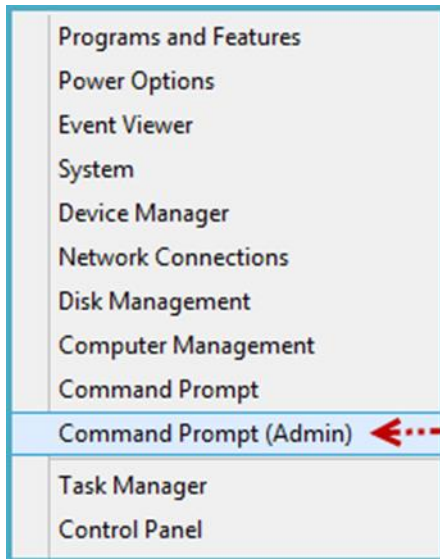 Programs and Features
Power Options
Event Viewer
System
Device Manager
Network Connections
Disk Management
Computer Management
Command Prompt
Command Prompt (Admin)
Task Manager
Control Panel